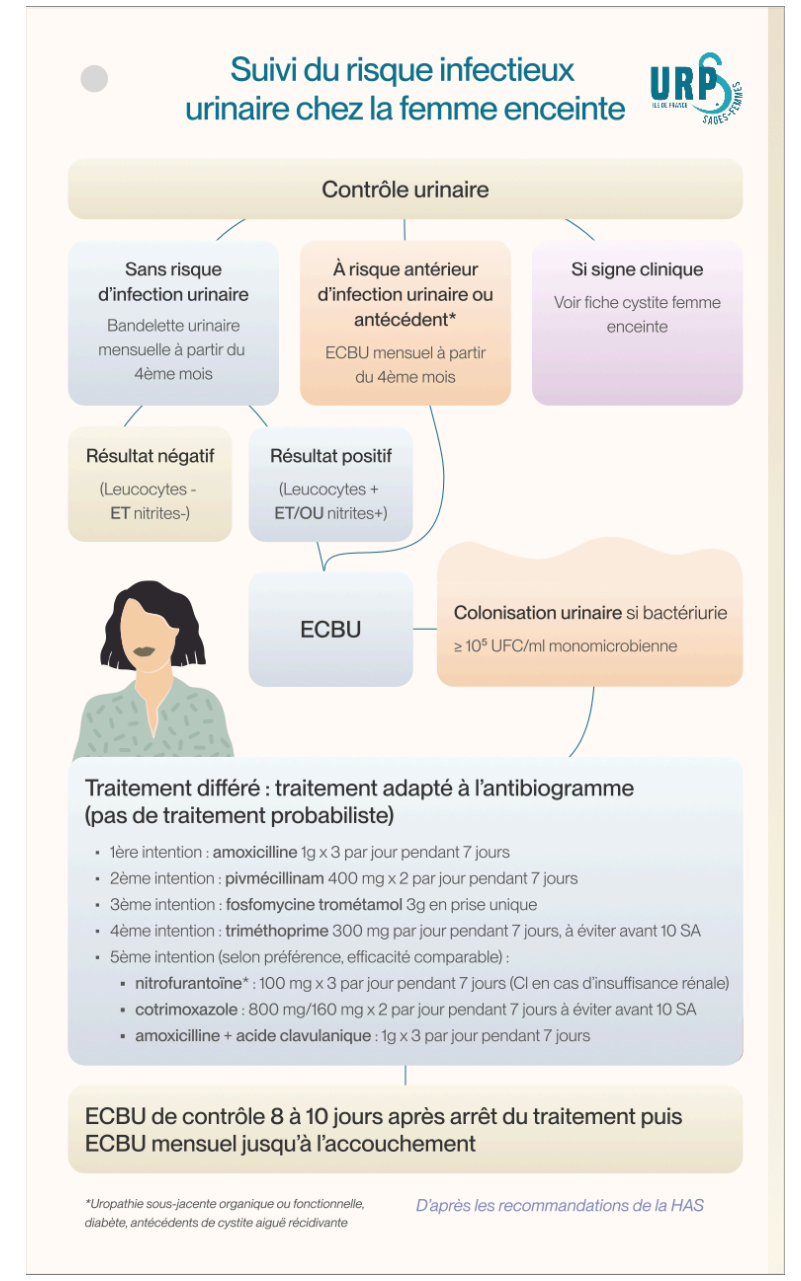 Suivi du risque infectieux
urinaire chez la femme enceinte
URPS
ILE DE FRANCE
SAGES-FEMMES
Contrôle urinaire
Sans risque
d'infection urinaire
Bandelette urinaire
mensuelle à partir du
4ème mois
À risque antérieur
d'infection urinaire ou
antécédent*
ECBU mensuel à partir
du 4ème mois
Si signe clinique
Voir fiche cystite femme
enceinte
Résultat négatif
(Leucocytes -
ET nitrites-)
Résultat positif
(Leucocytes +
ET/OU nitrites+)
ECBU
Colonisation urinaire si bactériurie
≥ 10⁵ UFC/ml monomicrobienne
Traitement différé : traitement adapté à l'antibiogramme
(pas de traitement probabiliste)
▪ 1ère intention : amoxicilline 1g x 3 par jour pendant 7 jours
▪ 2ème intention : pivmécillinam 400 mg x 2 par jour pendant 7 jours
▪ 3ème intention : fosfomycine trométamol 3g en prise unique
▪ 4ème intention : triméthoprime 300 mg par jour pendant 7 jours, à éviter avant 10 SA
▪ 5ème intention (selon préférence, efficacité comparable) :
▪ nitrofurantoïne* : 100 mg x 3 par jour pendant 7 jours (CI en cas d'insuffisance rénale)
▪ cotrimoxazole : 800 mg/160 mg x 2 par jour pendant 7 jours à éviter avant 10 SA
▪ amoxicilline + acide clavulanique : 1g x 3 par jour pendant 7 jours
ECBU de contrôle 8 à 10 jours après arrêt du traitement puis
ECBU mensuel jusqu'à l'accouchement
*Uropathie sous-jacente organique ou fonctionnelle,
diabète, antécédents de cystite aiguë récidivante
D'après les recommandations de la HAS